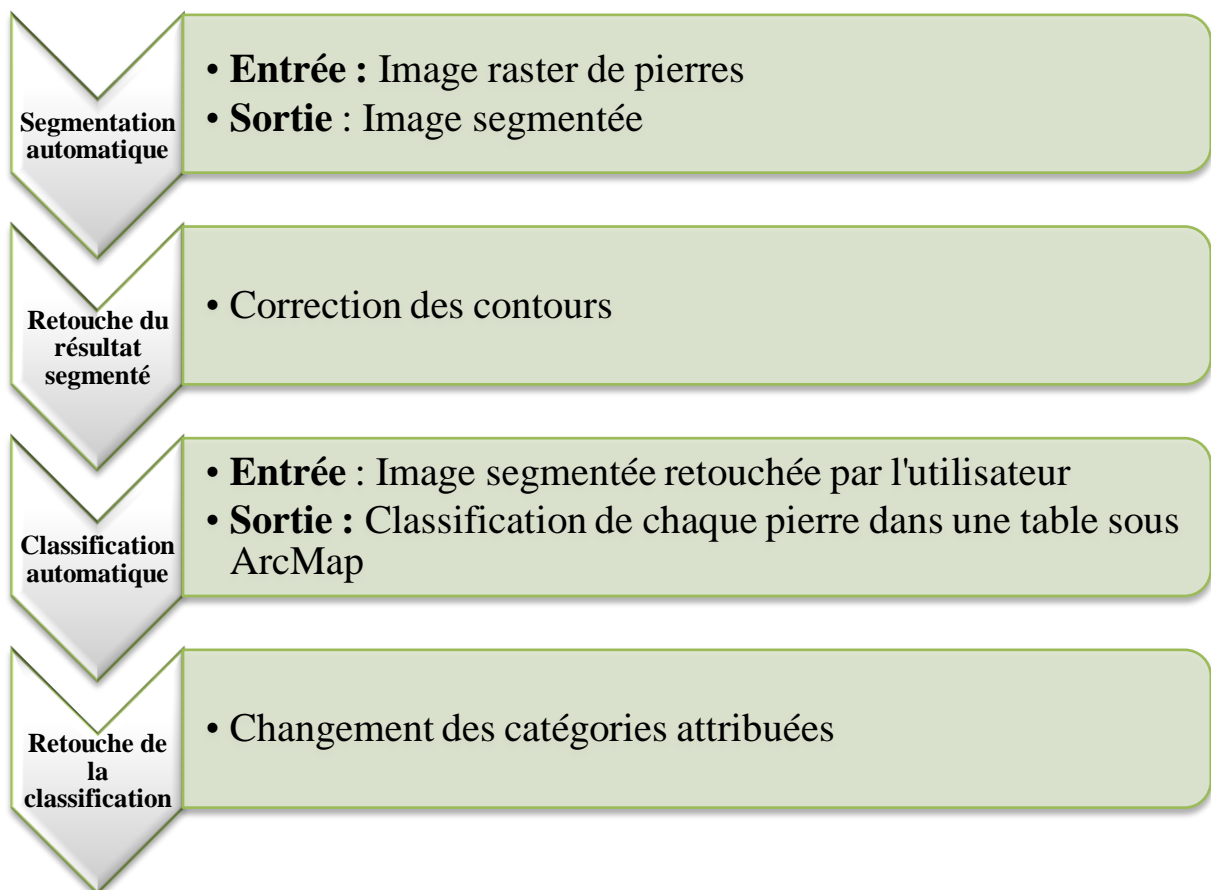 Segmentation
automatique
• Entrée : Image raster de pierres
• Sortie : Image segmentée
Retouche du
résultat
segmenté
• Correction des contours
Classification
automatique
• Entrée : Image segmentée retouchée par l'utilisateur
• Sortie : Classification de chaque pierre dans une table sous
ArcMap
Retouche de
la
classification
• Changement des catégories attribuées